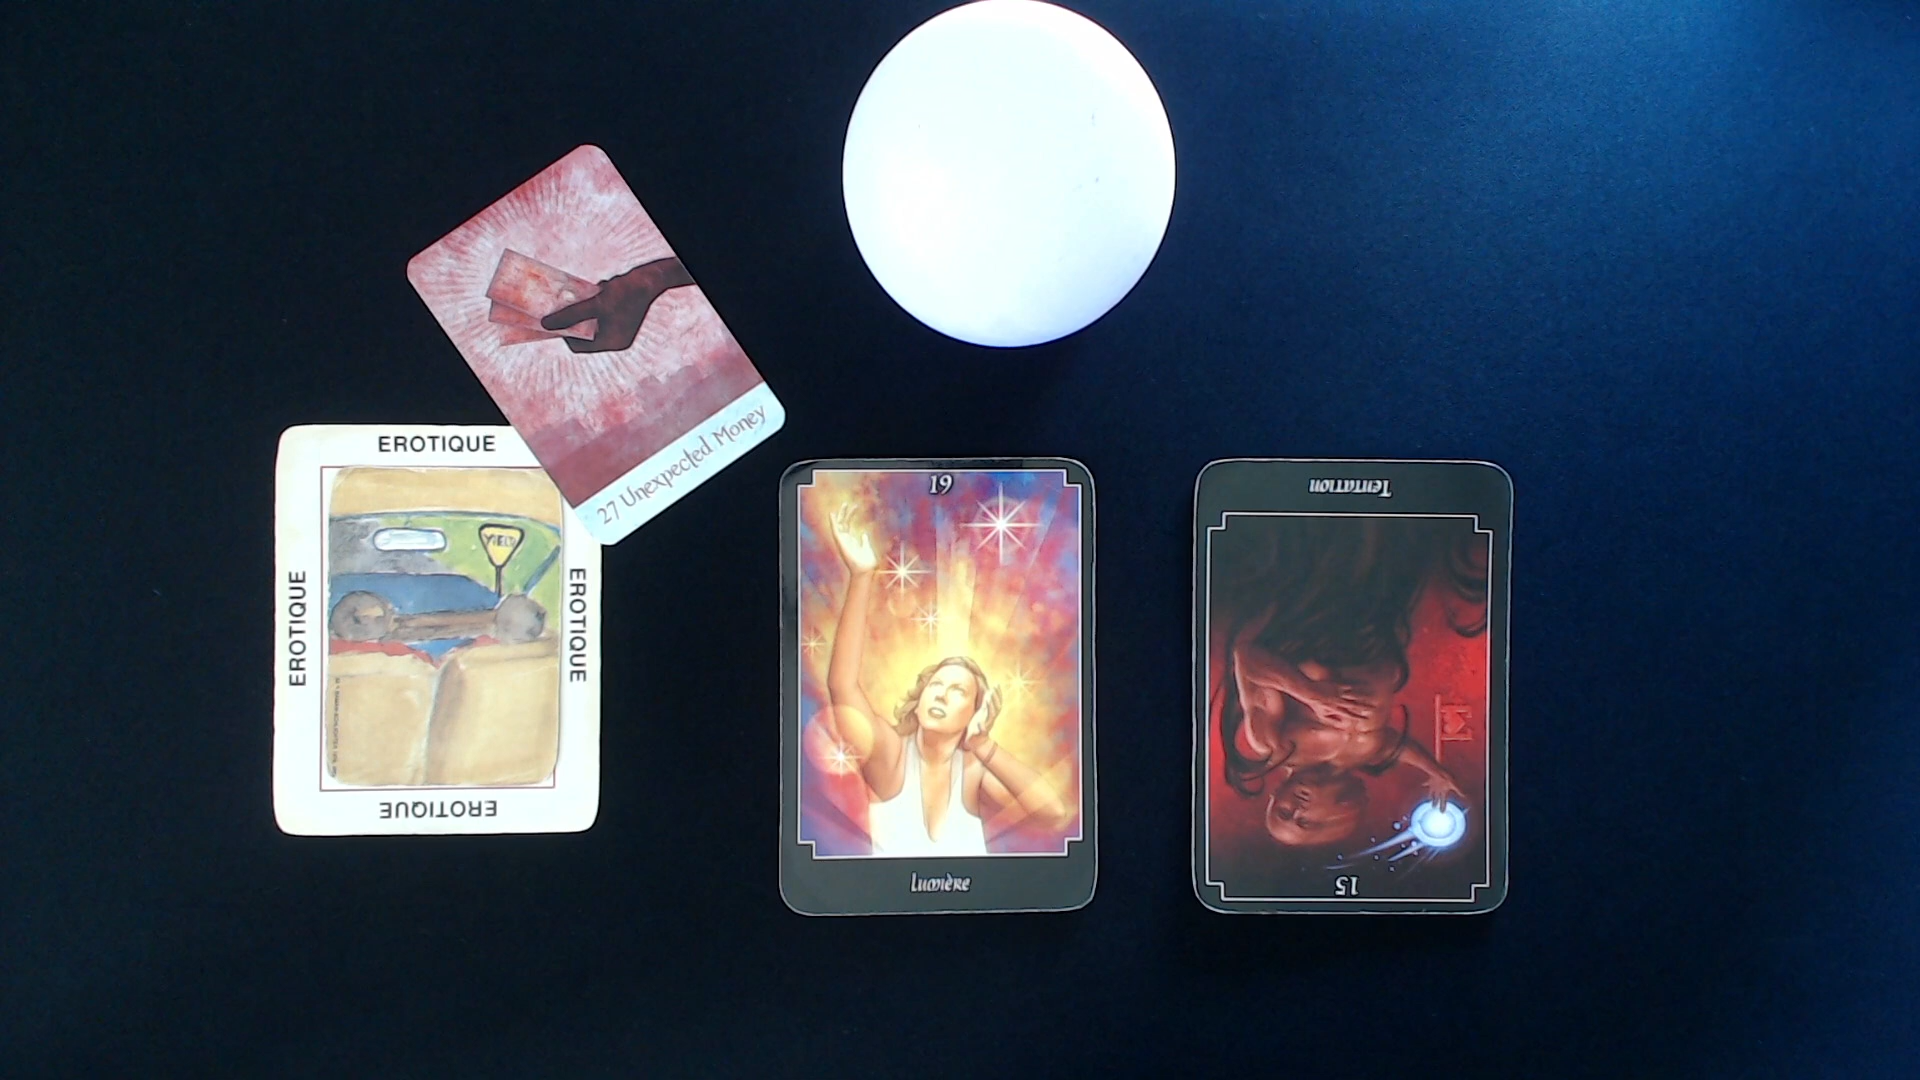 27 Unexpected Money
EROTIQUE
EROTIQUE
EROTIQUE
EROTIQUE
YIELD
19
Lumière
Tentation
15